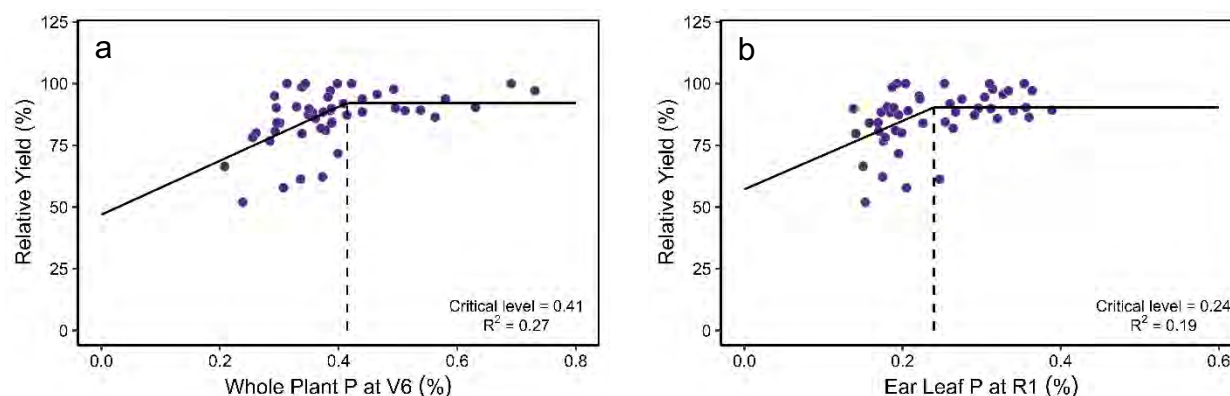 a
125
100
75
50
25
0
Relative Yield (%)
Critical level = 0.41
R² = 0.27
0.0 0.2 0.4 0.6 0.8
Whole Plant P at V6 (%)
b
125
100
75
50
25
0
Relative Yield (%)
Critical level = 0.24
R² = 0.19
0.0 0.2 0.4 0.6
Ear Leaf P at R1 (%)